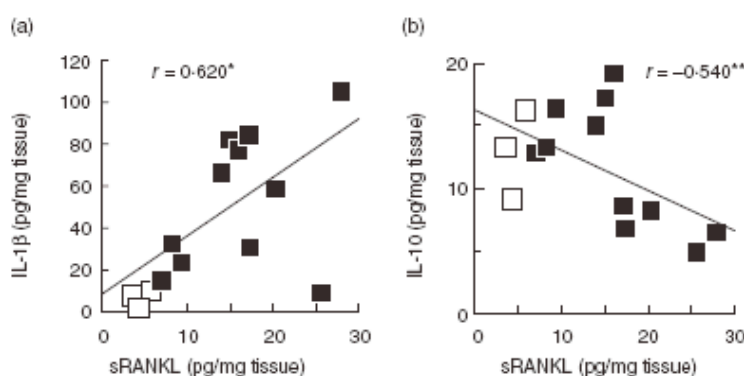 (a)
r = 0·620*
120
100
80
60
40
20
0
IL-1β (pg/mg tissue)
0 10 20 30
sRANKL (pg/mg tissue)
(b)
r = –0·540**
20
10
0
IL-10 (pg/mg tissue)
0 10 20 30
sRANKL (pg/mg tissue)